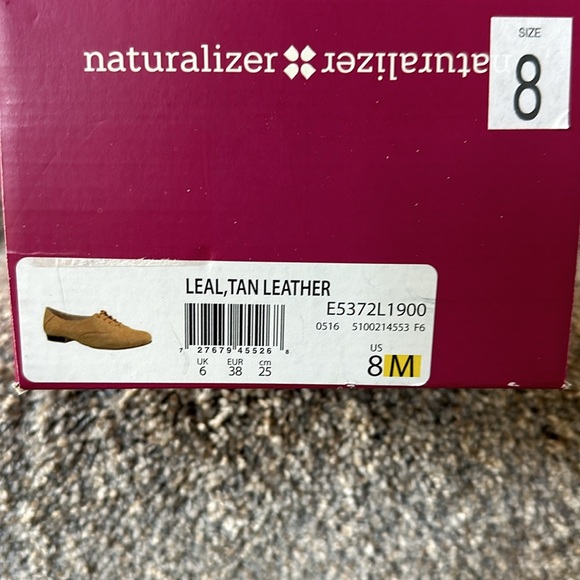 naturalizer naturalizer
SIZE
8
LEAL,TAN LEATHER
E5372L1900
0516 5100214553 F6
7 27679 45526 8
UK EUR cm
6 38 25
US
8 M